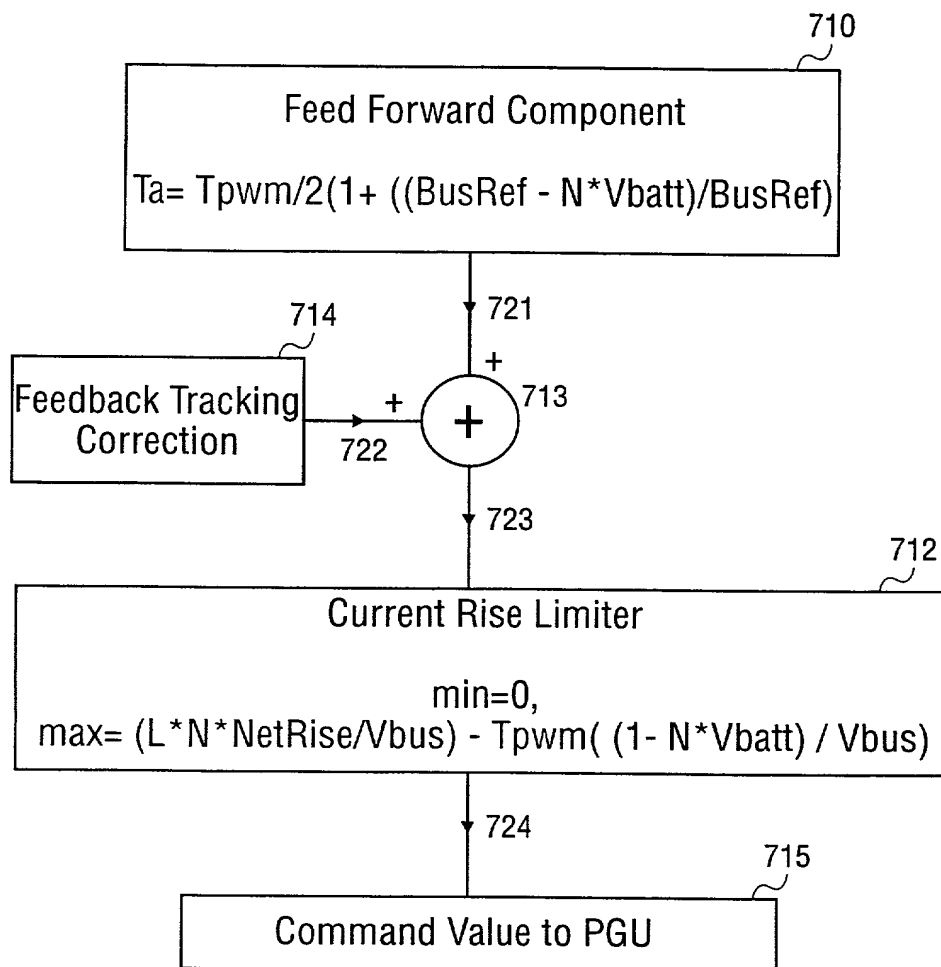 710
Feed Forward Component
Ta= Tpwm/2(1+ ((BusRef - N*Vbatt)/BusRef)
721
714
Feedback Tracking
Correction
+
722
+
+
713
723
712
Current Rise Limiter
min=0,
max= (L*N*NetRise/Vbus) - Tpwm( (1- N*Vbatt) / Vbus)
724
715
Command Value to PGU